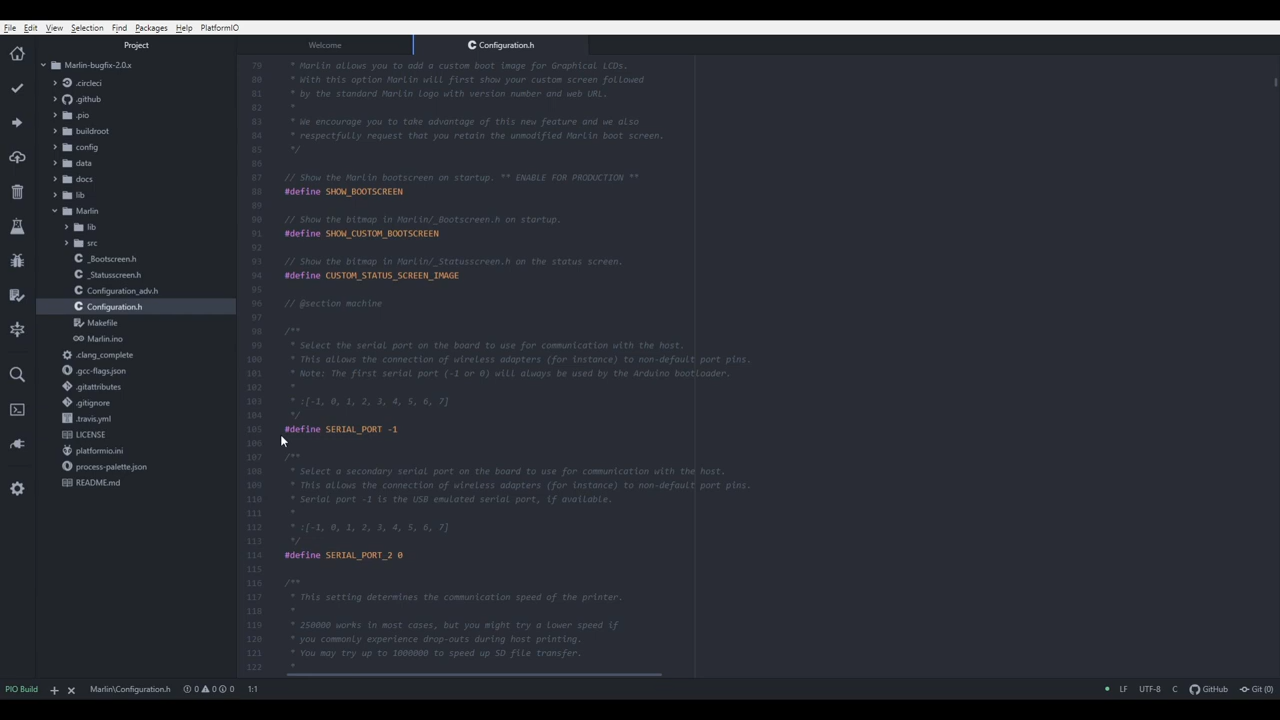 File Edit View Selection Find Packages Help PlatformIO
Project
Welcome
Configuration.h
Marlin-bugfix-2.0.x
.circleci
.github
.pio
buildroot
config
data
docs
lib
Marlin
lib
src
_Bootscreen.h
_Statusscreen.h
Configuration_adv.h
Configuration.h
Makefile
Marlin.ino
.clang_complete
.gcc-flags.json
.gitattributes
.gitignore
.travis.yml
LICENSE
platformio.ini
process-palette.json
README.md
79 * Marlin allows you to add a custom boot image for Graphical LCDs.
80 * With this option Marlin will first show your custom screen followed
81 * by the standard Marlin logo with version number and web URL.
82 *
83 * We encourage you to take advantage of this new feature and we also
84 * respectfully request that you retain the unmodified Marlin boot screen.
85 */
86
87 // Show the Marlin bootscreen on startup. ** ENABLE FOR PRODUCTION **
88 #define SHOW_BOOTSCREEN
89
90 // Show the bitmap in Marlin/_Bootscreen.h on startup.
91 #define SHOW_CUSTOM_BOOTSCREEN
92
93 // Show the bitmap in Marlin/_Statusscreen.h on the status screen.
94 #define CUSTOM_STATUS_SCREEN_IMAGE
95
96 // @section machine
97
98 /**
99 * Select the serial port on the board to use for communication with the host.
100 * This allows the connection of wireless adapters (for instance) to non-default port pins.
101 * Note: The first serial port (-1 or 0) will always be used by the Arduino bootloader.
102 *
103 * :[-1, 0, 1, 2, 3, 4, 5, 6, 7]
104 */
105 #define SERIAL_PORT -1
106
107 /**
108 * Select a secondary serial port on the board to use for communication with the host.
109 * This allows the connection of wireless adapters (for instance) to non-default port pins.
110 * Serial port -1 is the USB emulated serial port, if available.
111 *
112 * :[-1, 0, 1, 2, 3, 4, 5, 6, 7]
113 */
114 #define SERIAL_PORT_2 0
115
116 /**
117 * This setting determines the communication speed of the printer.
118 *
119 * 250000 works in most cases, but you might try a lower speed if
120 * you commonly experience drop-outs during host printing.
121 * You may try up to 1000000 to speed up SD file transfer.
122 *
PIO Build + × Marlin\Configuration.h 0 0 0 1:1 LF UTF-8 C GitHub Git (0)